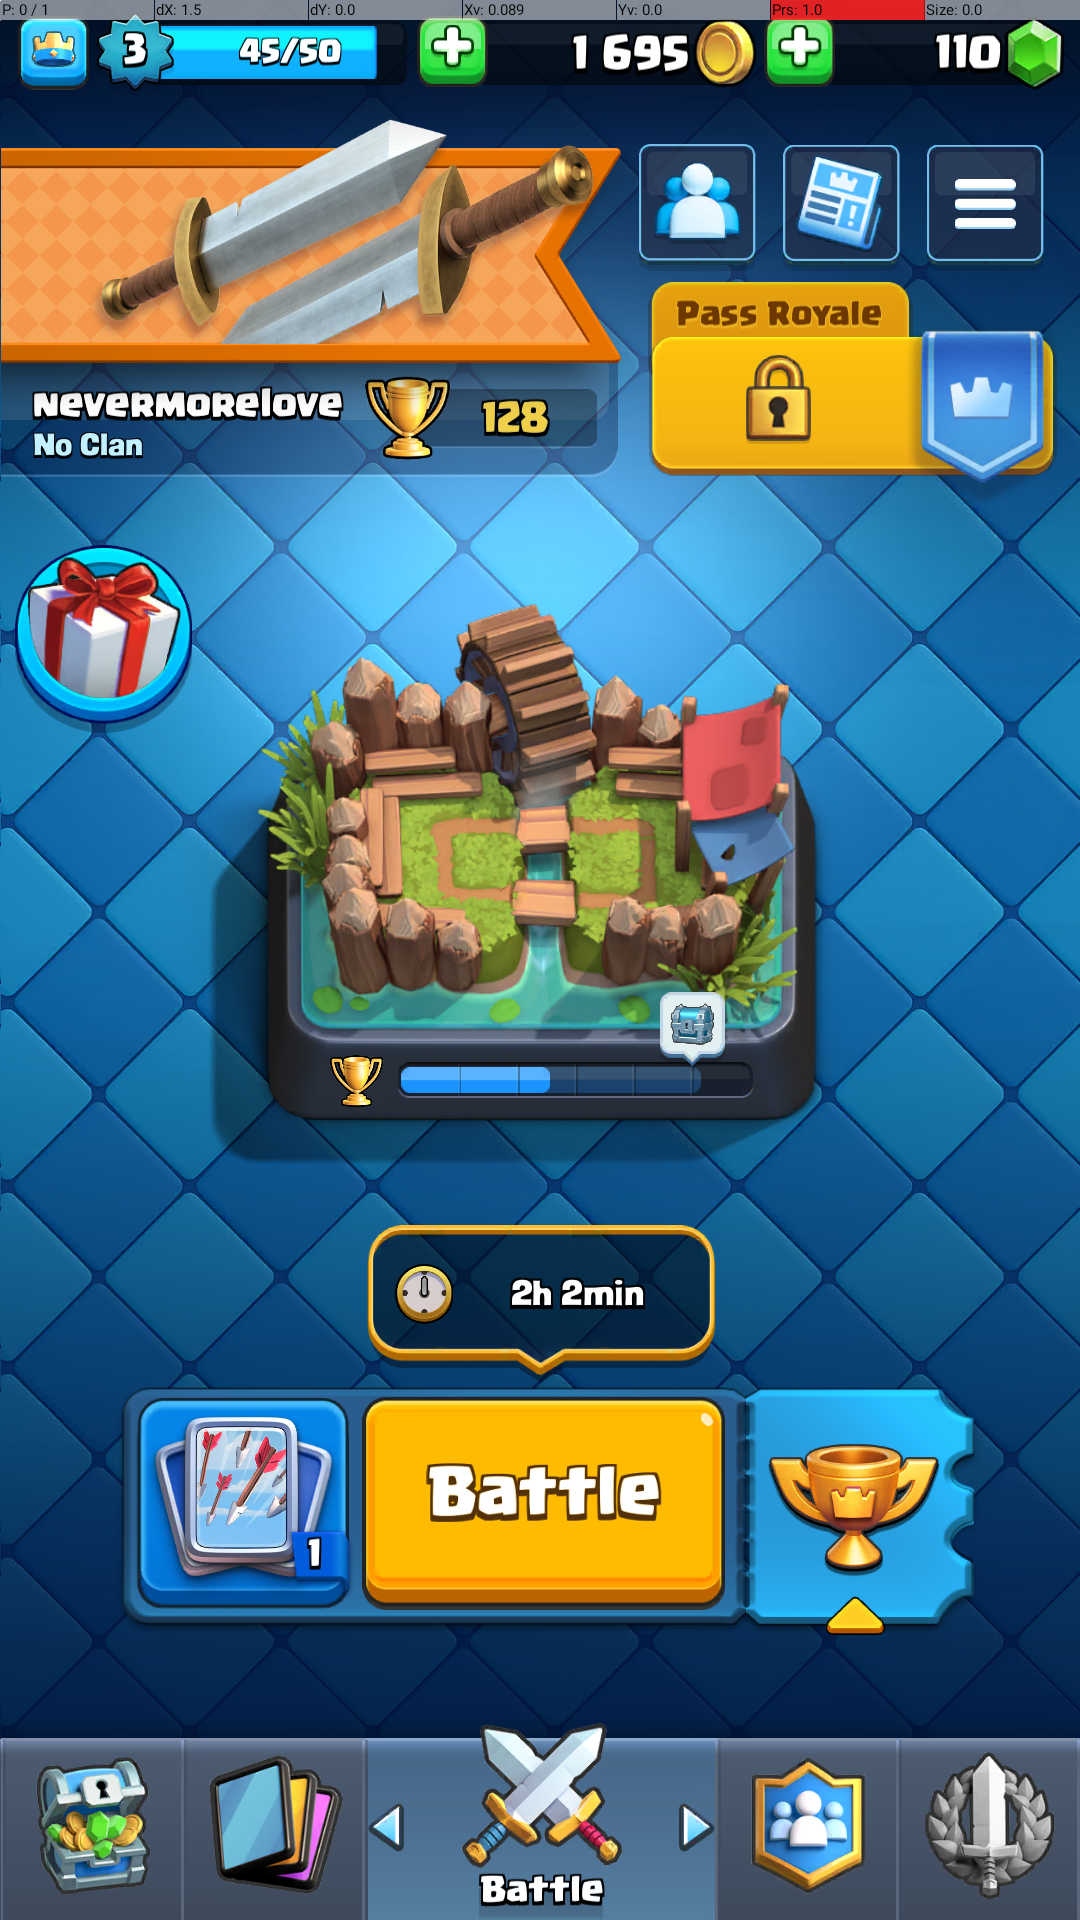 P: 0 / 1 dX: 1.5 dY: 0.0 Xv: 0.089 Yv: 0.0 Prs: 1.0 Size: 0.0
3 45/50 1 695 110
Pass Royale
NeverMorelove 128
No Clan
2h 2min
Battle
1
Battle